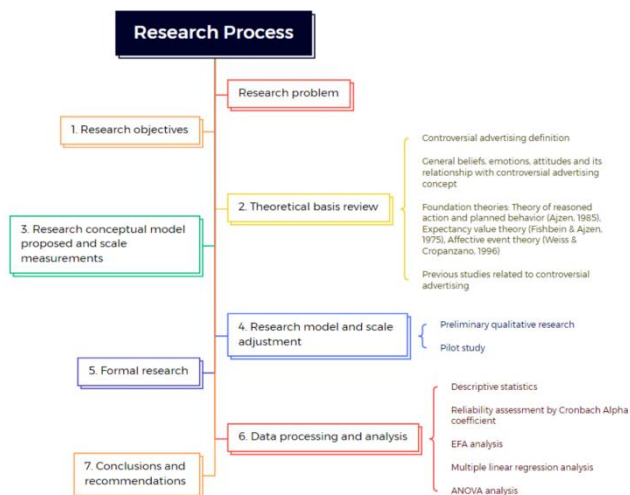 Research Process
Research problem
1. Research objectives
Controversial advertising definition
General beliefs, emotions, attitudes and its
relationship with controversial advertising
concept
2. Theoretical basis review
Foundation theories: Theory of reasoned
action and planned behavior (Ajzen, 1985),
Expectancy value theory (Fishbein & Ajzen,
1975), Affective event theory (Weiss &
Cropanzano, 1996)
Previous studies related to controversial
advertising
3. Research conceptual model
proposed and scale
measurements
4. Research model and scale
adjustment
Preliminary qualitative research
Pilot study
5. Formal research
6. Data processing and analysis
Descriptive statistics
Reliability assessment by Cronbach Alpha
coefficient
EFA analysis
Multiple linear regression analysis
ANOVA analysis
7. Conclusions and
recommendations